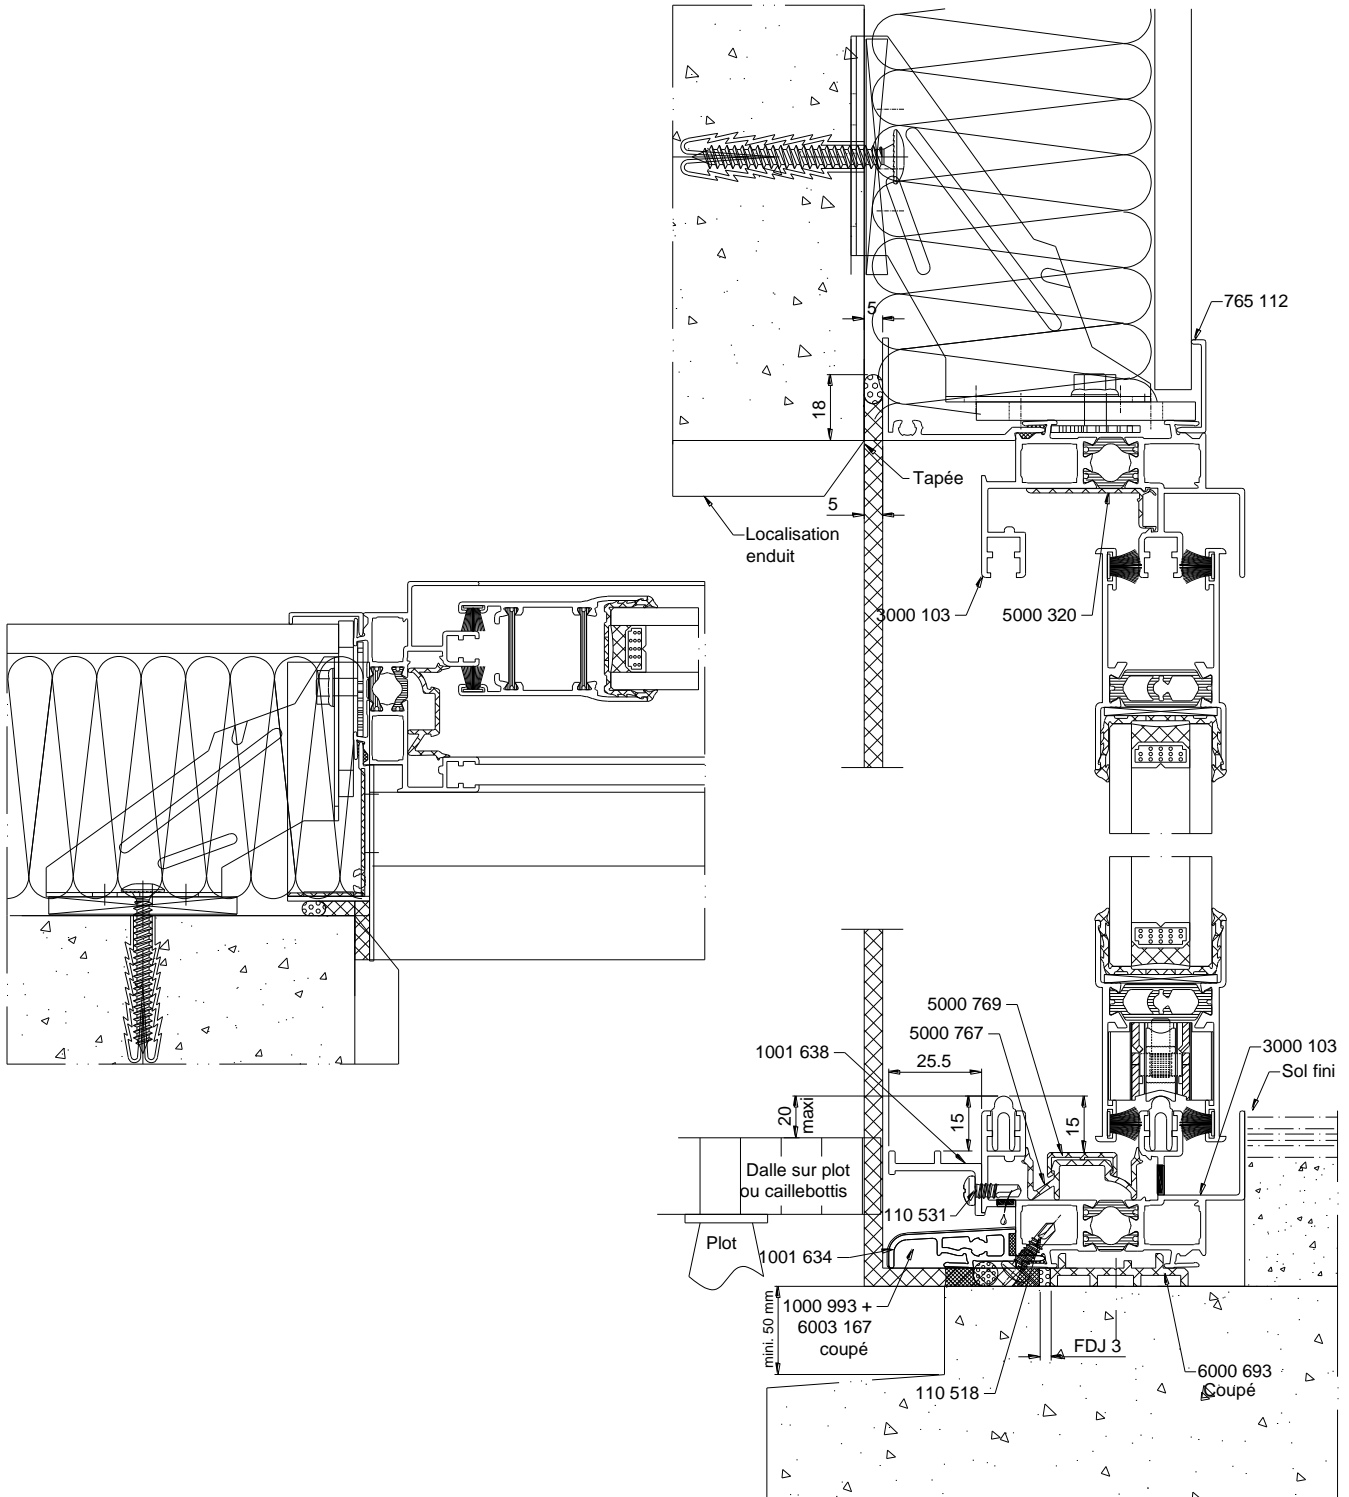 765 112
5
18
Tapée
5
Localisation
enduit
3000 103
5000 320
5000 769
5000 767
1001 638
25.5
3000 103
Sol fini
20
maxi
15
15
Dalle sur plot
ou caillebottis
110 531
Plot
1001 634
1000 993 +
6003 167
coupé
mini. 50 mm
FDJ 3
110 518
6000 693
Coupé